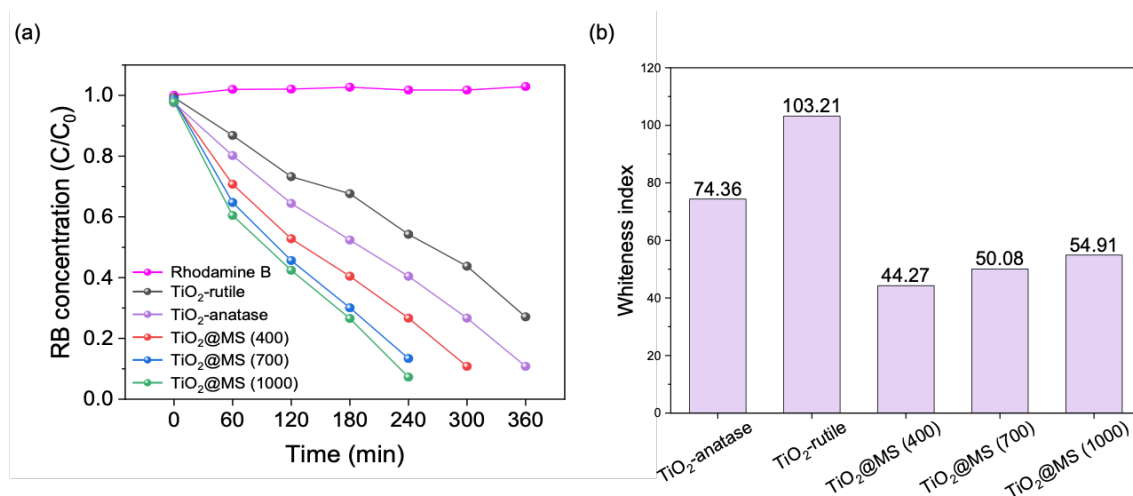 (a)
RB concentration (C/C₀)
1.0
0.8
0.6
0.4
0.2
0.0
Rhodamine B
TiO₂-rutile
TiO₂-anatase
TiO₂@MS (400)
TiO₂@MS (700)
TiO₂@MS (1000)
0 60 120 180 240 300 360
Time (min)
(b)
Whiteness index
120
100
80
60
40
20
0
74.36
103.21
44.27
50.08
54.91
TiO₂-anatase
TiO₂-rutile
TiO₂@MS (400)
TiO₂@MS (700)
TiO₂@MS (1000)